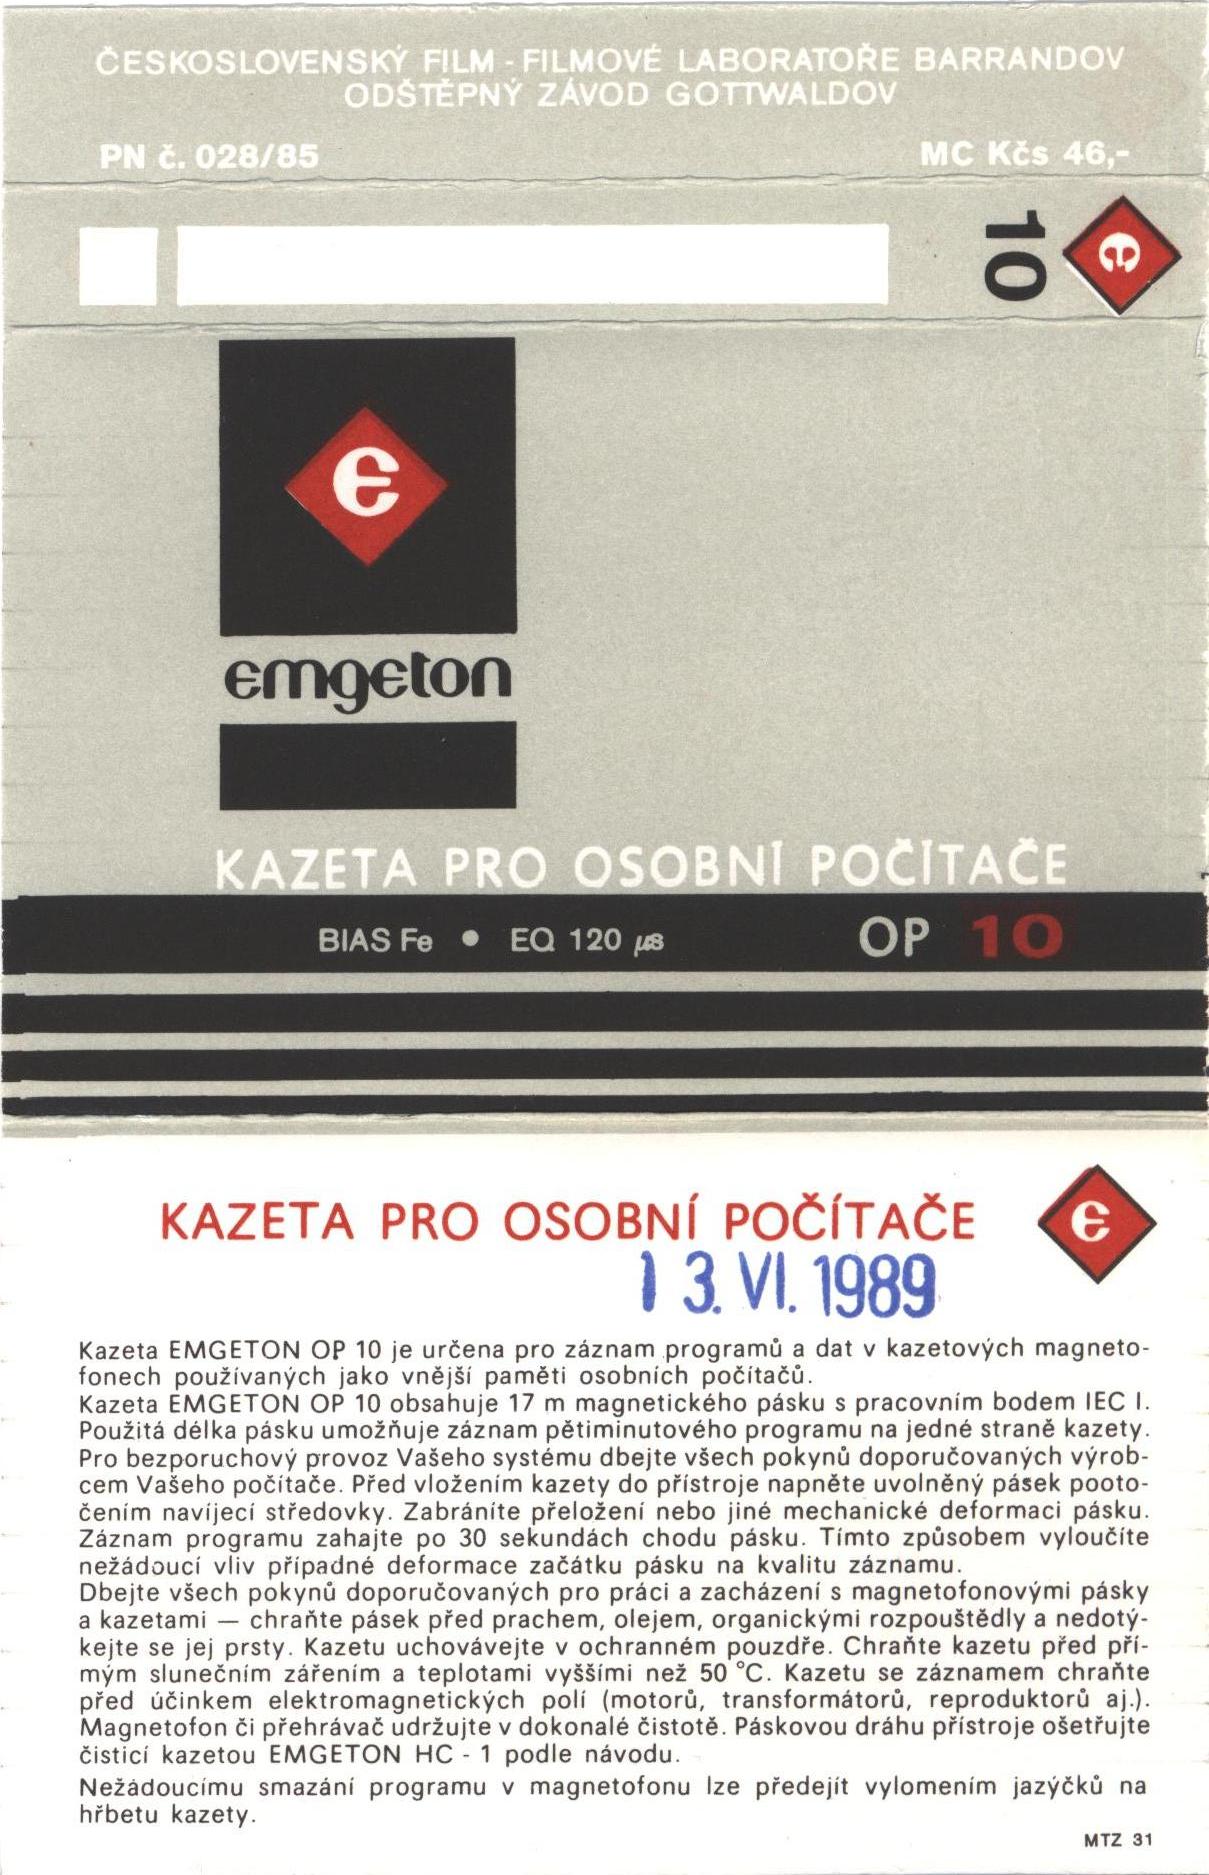 ČESKOSLOVENSKÝ FILM - FILMOVÉ LABORATOŘE BARRANDOV
ODŠTĚPNÝ ZÁVOD GOTTWALDOV
PN č. 028/85
MC Kčs 46,-
10
e
e
emgeton
KAZETA PRO OSOBNÍ POČÍTAČE
BIAS Fe • EQ 120 µs
OP 10
KAZETA PRO OSOBNÍ POČÍTAČE
e
13. VI. 1989
Kazeta EMGETON OP 10 je určena pro záznam programů a dat v kazetových magneto-
fonech používaných jako vnější paměti osobních počítačů.
Kazeta EMGETON OP 10 obsahuje 17 m magnetického pásku s pracovním bodem IEC I.
Použitá délka pásku umožňuje záznam pětiminutového programu na jedné straně kazety.
Pro bezporuchový provoz Vašeho systému dbejte všech pokynů doporučovaných výrob-
cem Vašeho počítače. Před vložením kazety do přístroje napněte uvolněný pásek pooto-
čením navíjecí středovky. Zabráníte přeložení nebo jiné mechanické deformaci pásku.
Záznam programu zahajte po 30 sekundách chodu pásku. Tímto způsobem vyloučíte
nežádoucí vliv případné deformace začátku pásku na kvalitu záznamu.
Dbejte všech pokynů doporučovaných pro práci a zacházení s magnetofonovými pásky
a kazetami — chraňte pásek před prachem, olejem, organickými rozpouštědly a nedotý-
kejte se jej prsty. Kazetu uchovávejte v ochranném pouzdře. Chraňte kazetu před pří-
mým slunečním zářením a teplotami vyššími než 50 °C. Kazetu se záznamem chraňte
před účinkem elektromagnetických polí (motorů, transformátorů, reproduktorů aj.).
Magnetofon či přehrávač udržujte v dokonalé čistotě. Páskovou dráhu přístroje ošetřujte
čisticí kazetou EMGETON HC - 1 podle návodu.
Nežádoucímu smazání programu v magnetofonu lze předejít vylomením jazýčků na
hřbetu kazety.
MTZ 31